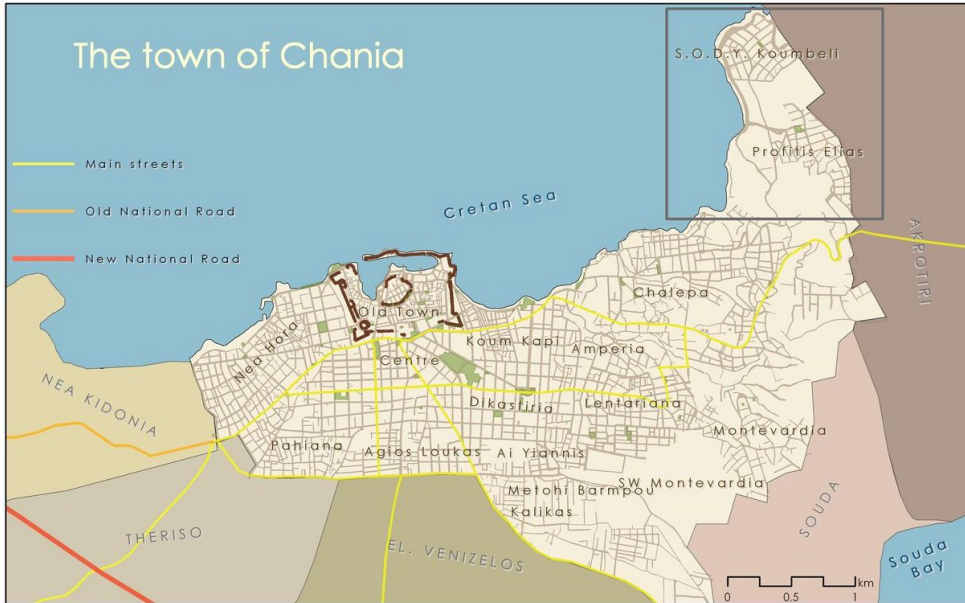 The town of Chania
S.O.D.Y. Koumbeli
Main streets
Profitis Elias
Old National Road
Cretan Sea
New National Road
AKROTIRI
Chalepa
Old Town
Koum Kapi
Amperia
Nea Hora
Centre
NEA KIDONIA
Dikastiria
Lentariana
Montevardia
Pahiana
Agios Loukas
Ai Yiannis
SW Montevardia
Metohi Barmpou
Kalikas
SOUDA
THERISO
EL. VENIZELOS
Souda
Bay
km
0 0,5 1